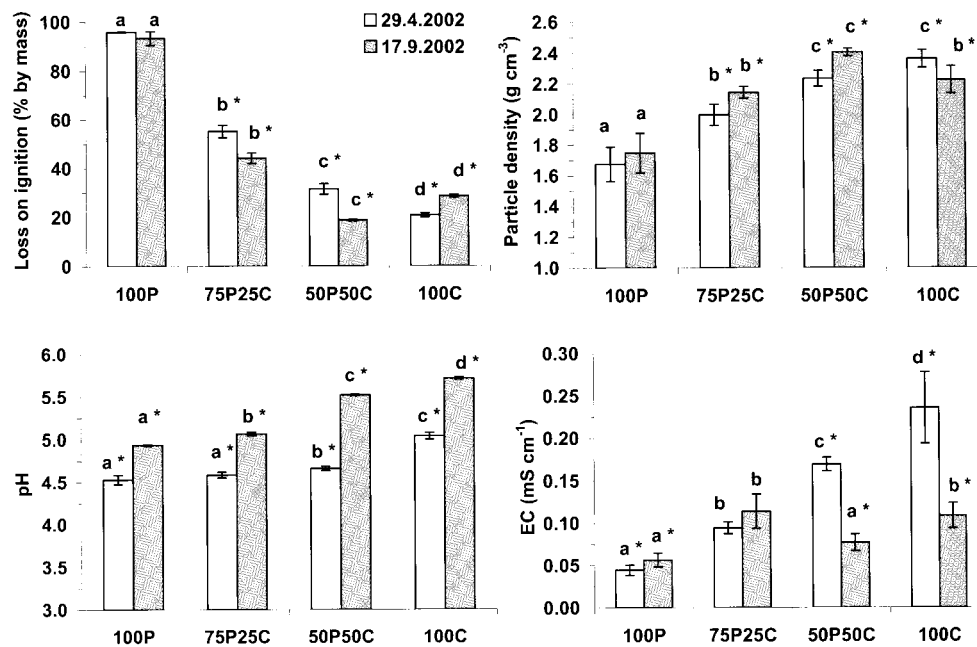 Loss on ignition (% by mass)
100
80
60
40
20
0
a a
b * b *
c * c *
d * d *
100P 75P25C 50P50C 100C
29.4.2002
17.9.2002
Particle density (g cm⁻³)
2.6
2.4
2.2
2.0
1.8
1.6
1.4
1.2
1.0
a a
b * b *
c * c *
c * b *
100P 75P25C 50P50C 100C
pH
6.0
5.5
5.0
4.5
4.0
3.5
3.0
a * a *
a * b *
b * c *
c * d *
100P 75P25C 50P50C 100C
EC (mS cm⁻¹)
0.30
0.25
0.20
0.15
0.10
0.05
0.00
a * a *
b b
c * a *
d * b *
100P 75P25C 50P50C 100C